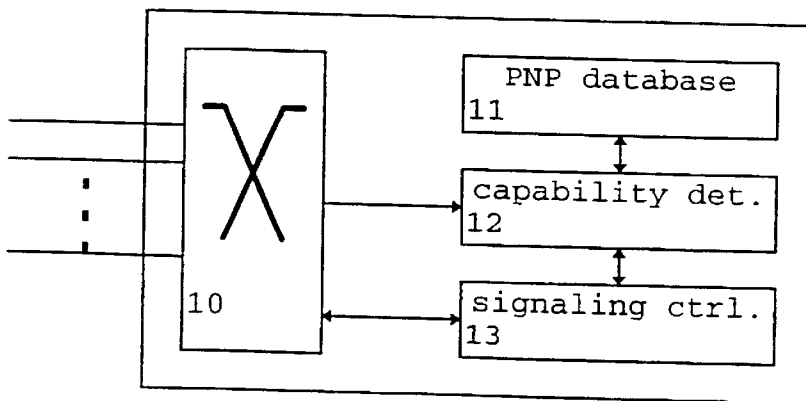 PNP database
11
capability det.
12
10
signaling ctrl.
13